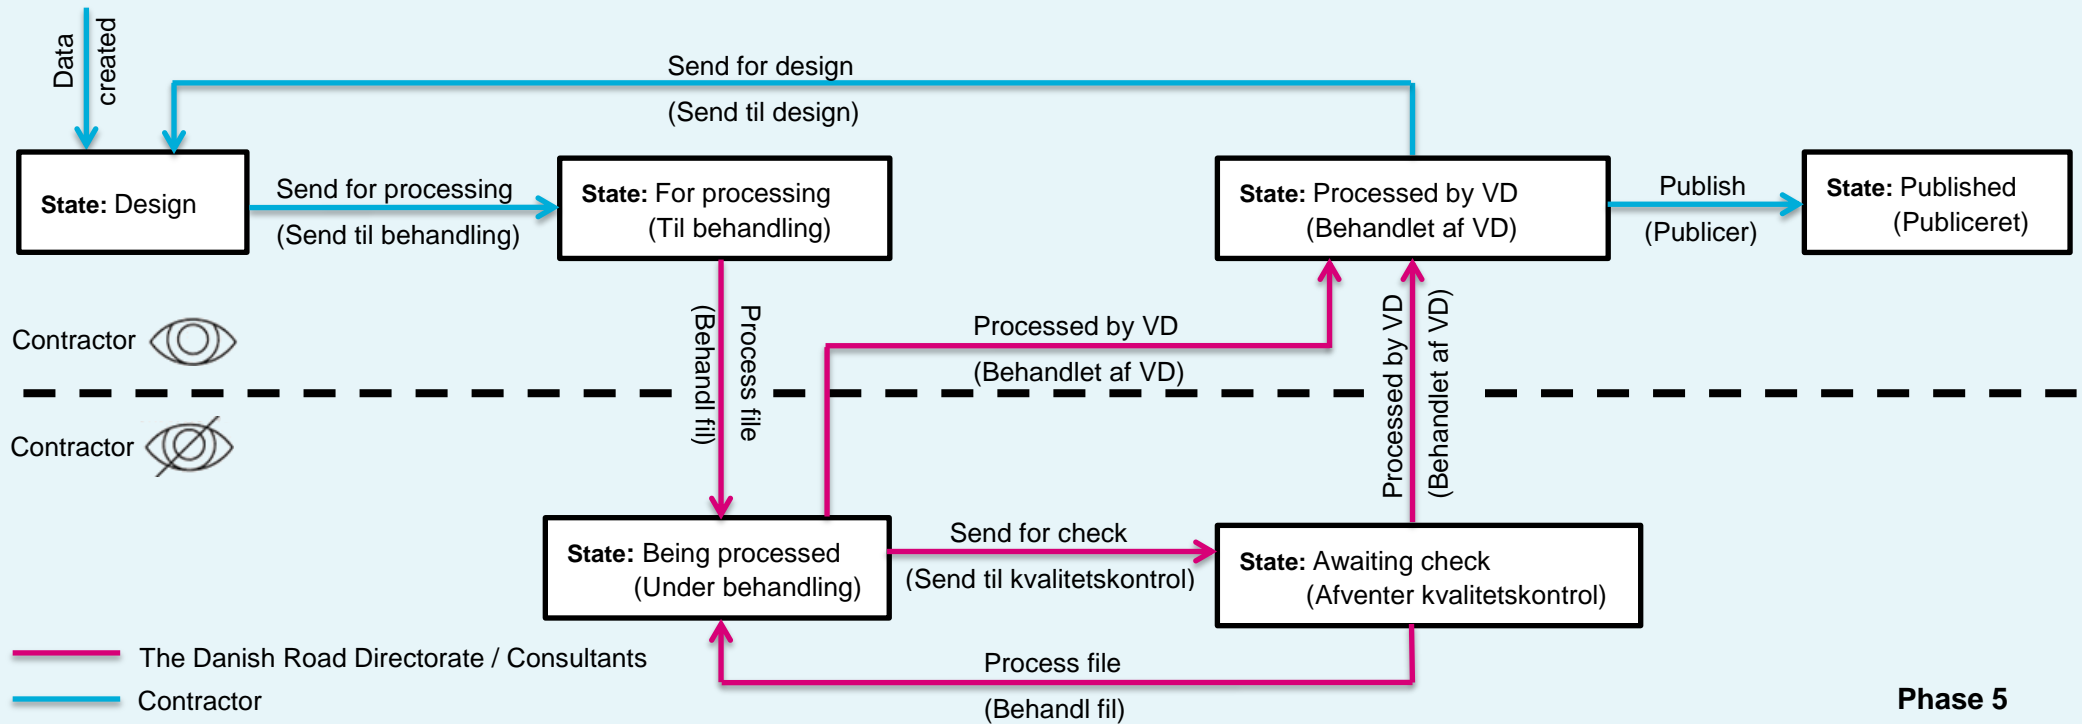 Data
created
Send for design
(Send til design)
State: Design
Send for processing
(Send til behandling)
State: For processing
(Til behandling)
State: Processed by VD
(Behandlet af VD)
Publish
(Publicer)
State: Published
(Publiceret)
Process file
(Behandl fil)
Processed by VD
(Behandlet af VD)
Processed by VD
(Behandlet af VD)
Contractor
Contractor
State: Being processed
(Under behandling)
Send for check
(Send til kvalitetskontrol)
State: Awaiting check
(Afventer kvalitetskontrol)
Process file
(Behandl fil)
The Danish Road Directorate / Consultants
Contractor
Phase 5